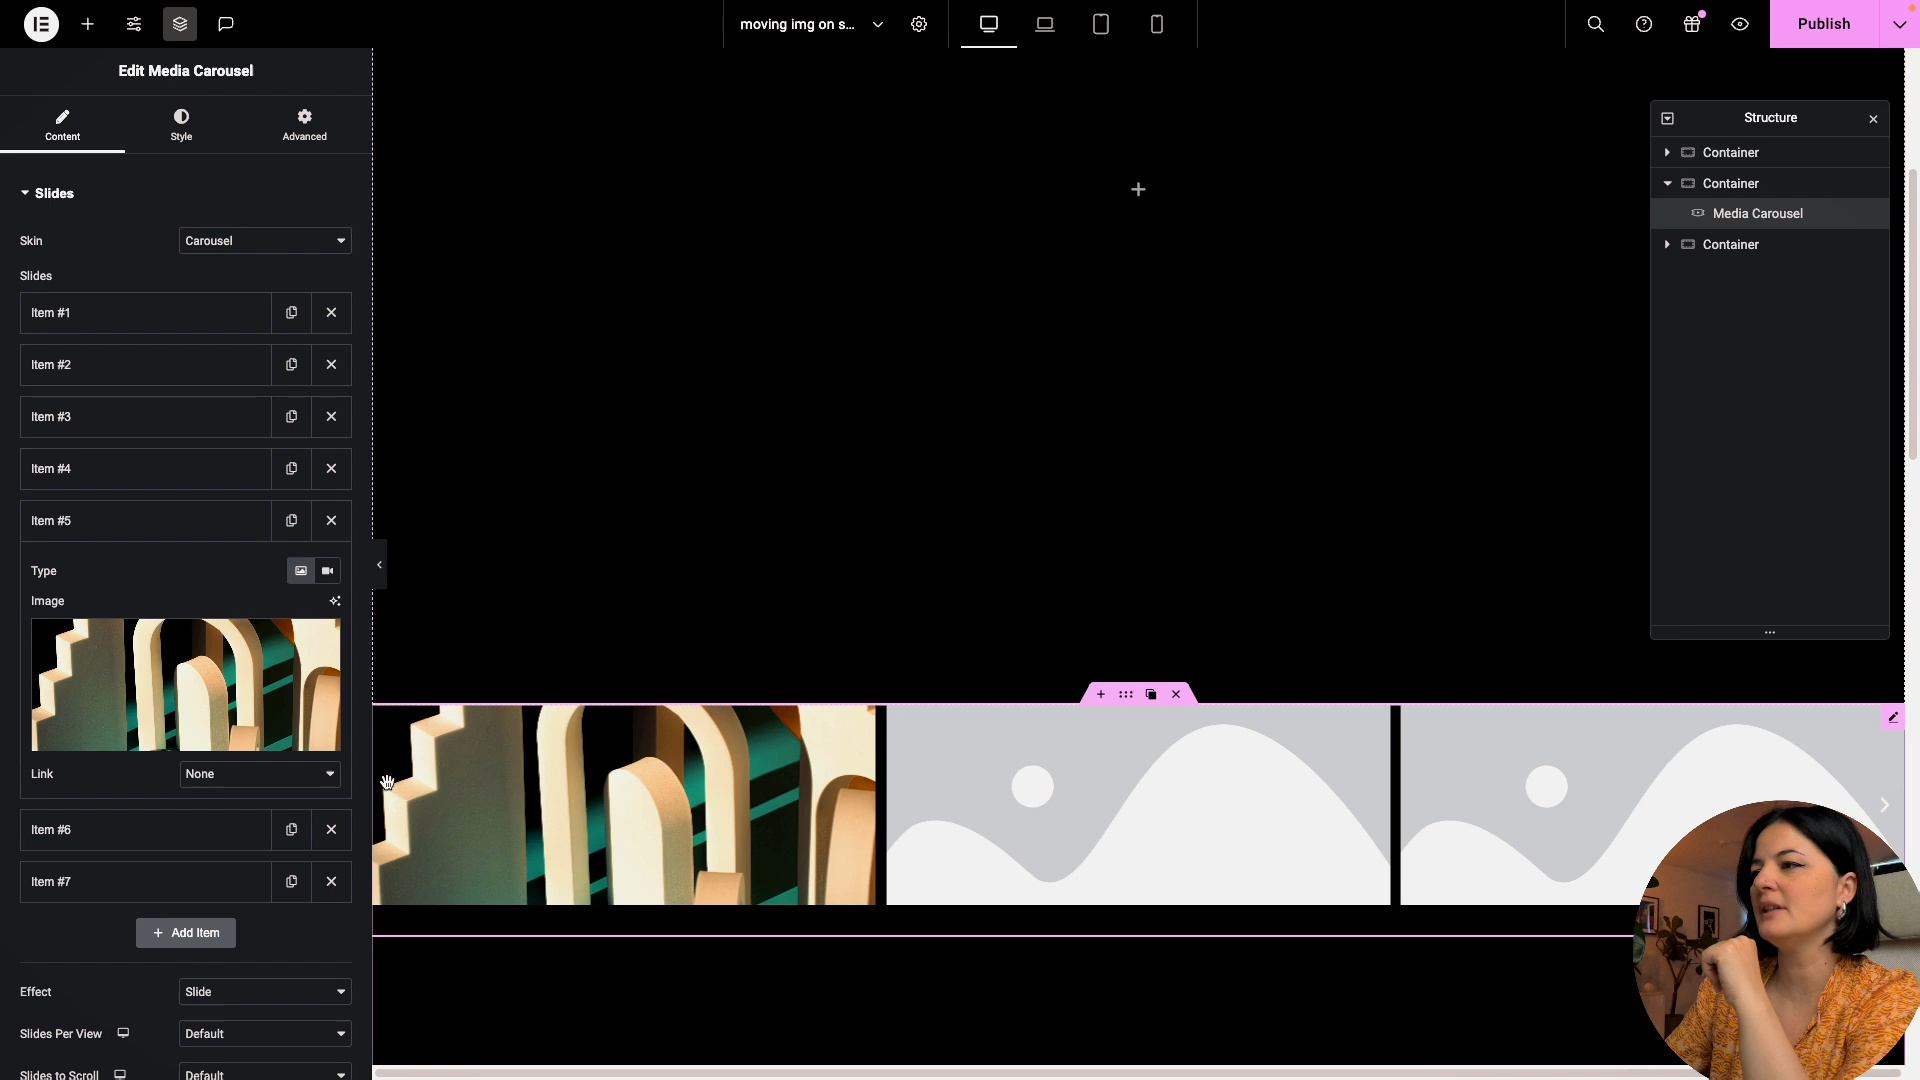 moving img on s...
Publish
Edit Media Carousel
Content
Style
Advanced
Slides
Skin
Carousel
Slides
Item #1
Item #2
Item #3
Item #4
Item #5
Type
Image
Link
None
Item #6
Item #7
+ Add Item
Effect
Slide
Slides Per View
Default
Slides to Scroll
Default
Structure
Container
Container
Media Carousel
Container